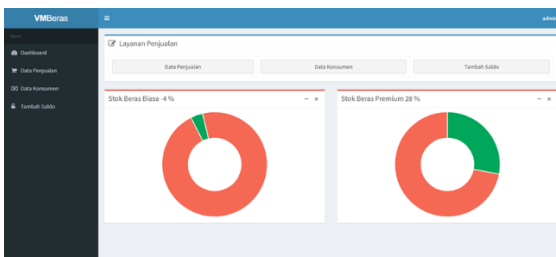 VMBeras
admin
Menu
Dashboard
Data Penjualan
Data Konsumen
Tambah Saldo
Layanan Penjualan
Data Penjualan
Data Konsumen
Tambah Saldo
Stok Beras Biasa -4 %
Stok Beras Premium 28 %